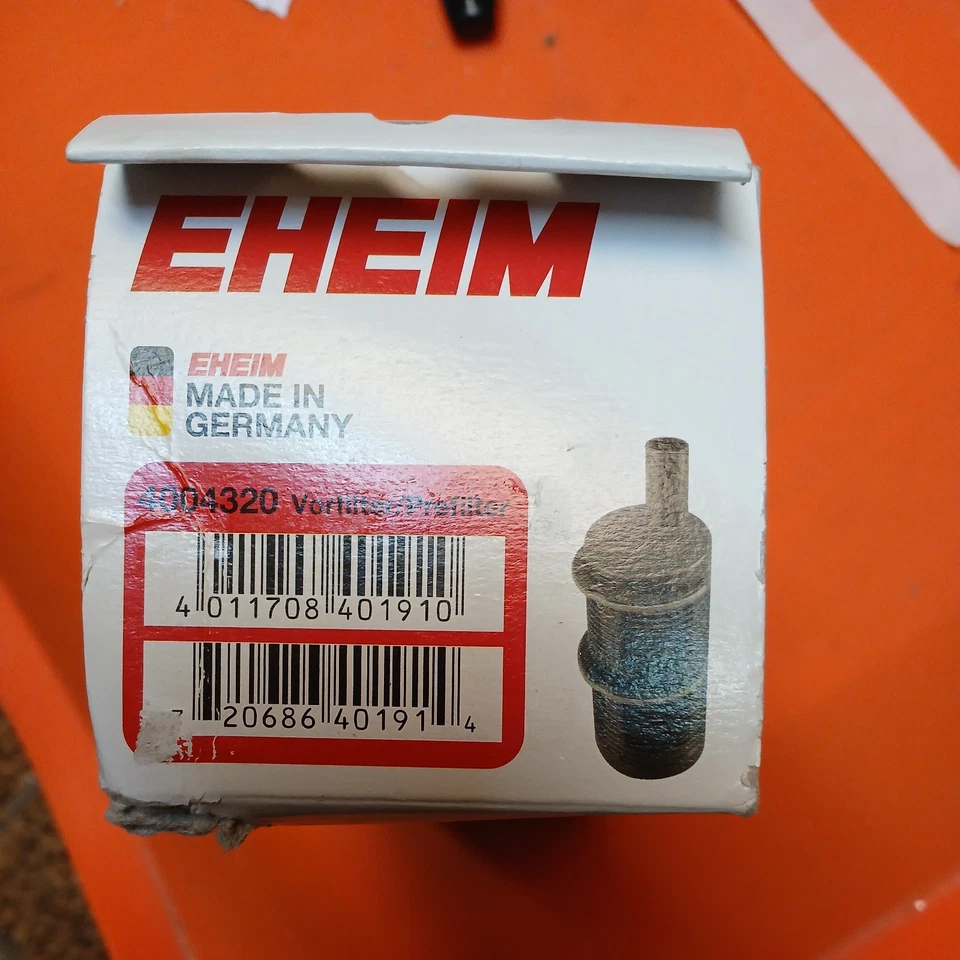 EHEIM
EHEIM
MADE IN
GERMANY
4004320 Vorfilter/Prefilter
4 011708 401910
7 20686 40191 4